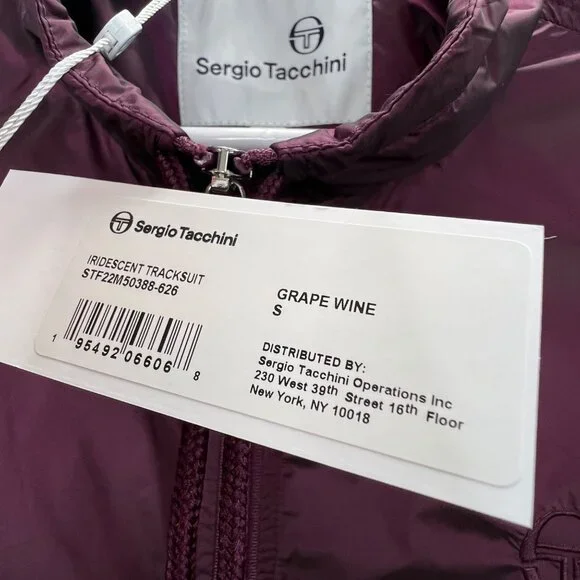 Sergio Tacchini
Sergio Tacchini
IRIDESCENT TRACKSUIT
STF22M50388-626
GRAPE WINE
S
1 95492 06606 8
DISTRIBUTED BY:
Sergio Tacchini Operations Inc
230 West 39th Street 16th Floor
New York, NY 10018